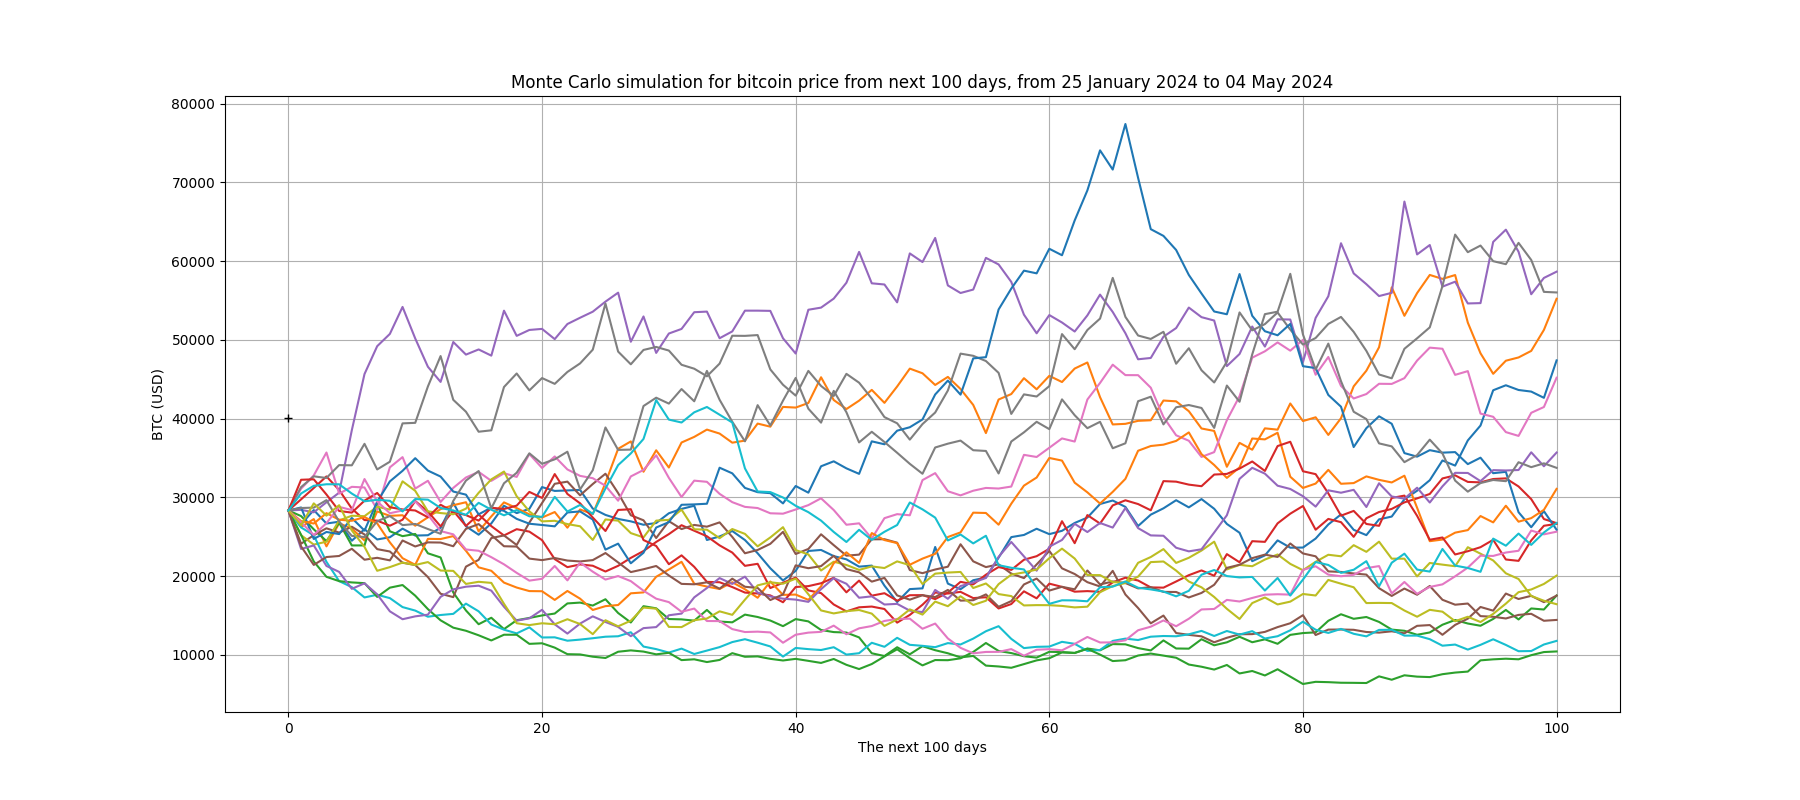 Monte Carlo simulation for bitcoin price from next 100 days, from 25 January 2024 to 04 May 2024
80000
70000
60000
50000
40000
30000
20000
10000
BTC (USD)
0 20 40 60 80 100
The next 100 days